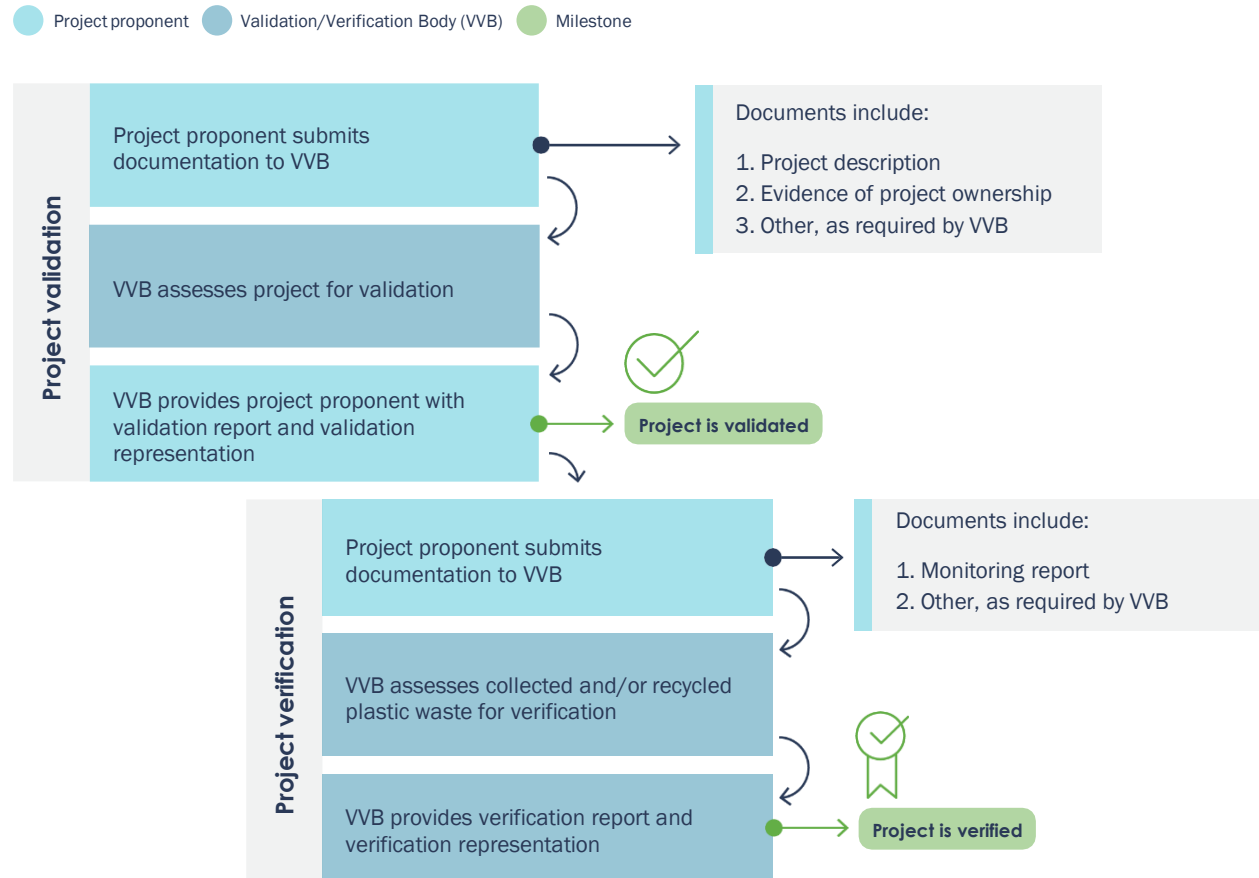 Project proponent
Validation/Verification Body (VVB)
Milestone
Project validation
Project proponent submits
documentation to VVB
Documents include:
1. Project description
2. Evidence of project ownership
3. Other, as required by VVB
VVB assesses project for validation
VVB provides project proponent with
validation report and validation
representation
Project is validated
Project verification
Project proponent submits
documentation to VVB
Documents include:
1. Monitoring report
2. Other, as required by VVB
VVB assesses collected and/or recycled
plastic waste for verification
VVB provides verification report and
verification representation
Project is verified